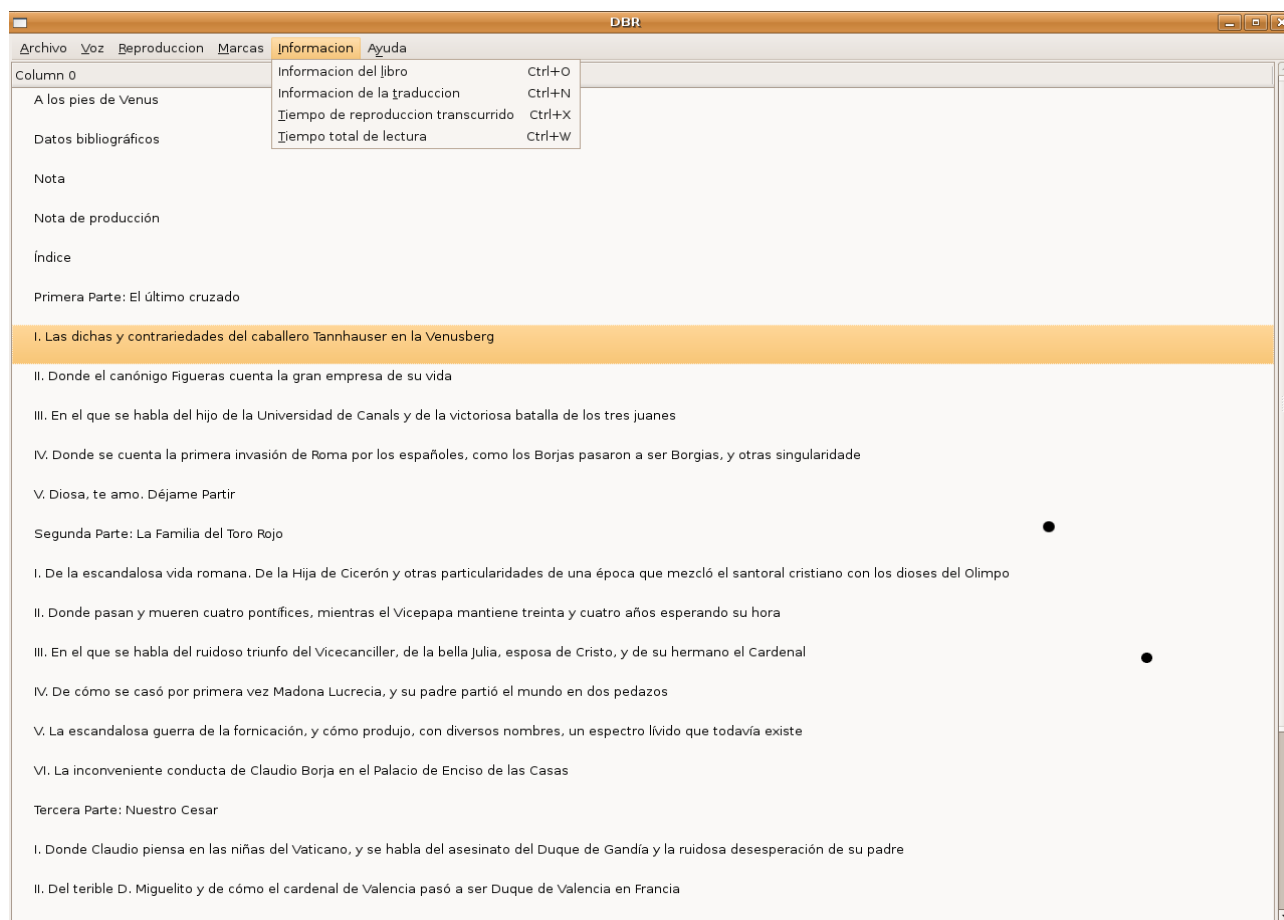 DBR
Archivo Voz Reproduccion Marcas Informacion Ayuda
Informacion del libro Ctrl+O
Informacion de la traduccion Ctrl+N
Tiempo de reproduccion transcurrido Ctrl+X
Tiempo total de lectura Ctrl+W
Column 0
A los pies de Venus
Datos bibliográficos
Nota
Nota de producción
Índice
Primera Parte: El último cruzado
I. Las dichas y contrariedades del caballero Tannhauser en la Venusberg
II. Donde el canónigo Figueras cuenta la gran empresa de su vida
III. En el que se habla del hijo de la Universidad de Canals y de la victoriosa batalla de los tres juanes
IV. Donde se cuenta la primera invasión de Roma por los españoles, como los Borjas pasaron a ser Borgias, y otras singularidade
V. Diosa, te amo. Déjame Partir
Segunda Parte: La Familia del Toro Rojo
I. De la escandalosa vida romana. De la Hija de Cicerón y otras particularidades de una época que mezcló el santoral cristiano con los dioses del Olimpo
II. Donde pasan y mueren cuatro pontífices, mientras el Vicepapa mantiene treinta y cuatro años esperando su hora
III. En el que se habla del ruidoso triunfo del Vicecanciller, de la bella Julia, esposa de Cristo, y de su hermano el Cardenal
IV. De cómo se casó por primera vez Madona Lucrecia, y su padre partió el mundo en dos pedazos
V. La escandalosa guerra de la fornicación, y cómo produjo, con diversos nombres, un espectro lívido que todavía existe
VI. La inconveniente conducta de Claudio Borja en el Palacio de Enciso de las Casas
Tercera Parte: Nuestro Cesar
I. Donde Claudio piensa en las niñas del Vaticano, y se habla del asesinato del Duque de Gandía y la ruidosa desesperación de su padre
II. Del terible D. Miguelito y de cómo el cardenal de Valencia pasó a ser Duque de Valencia en Francia